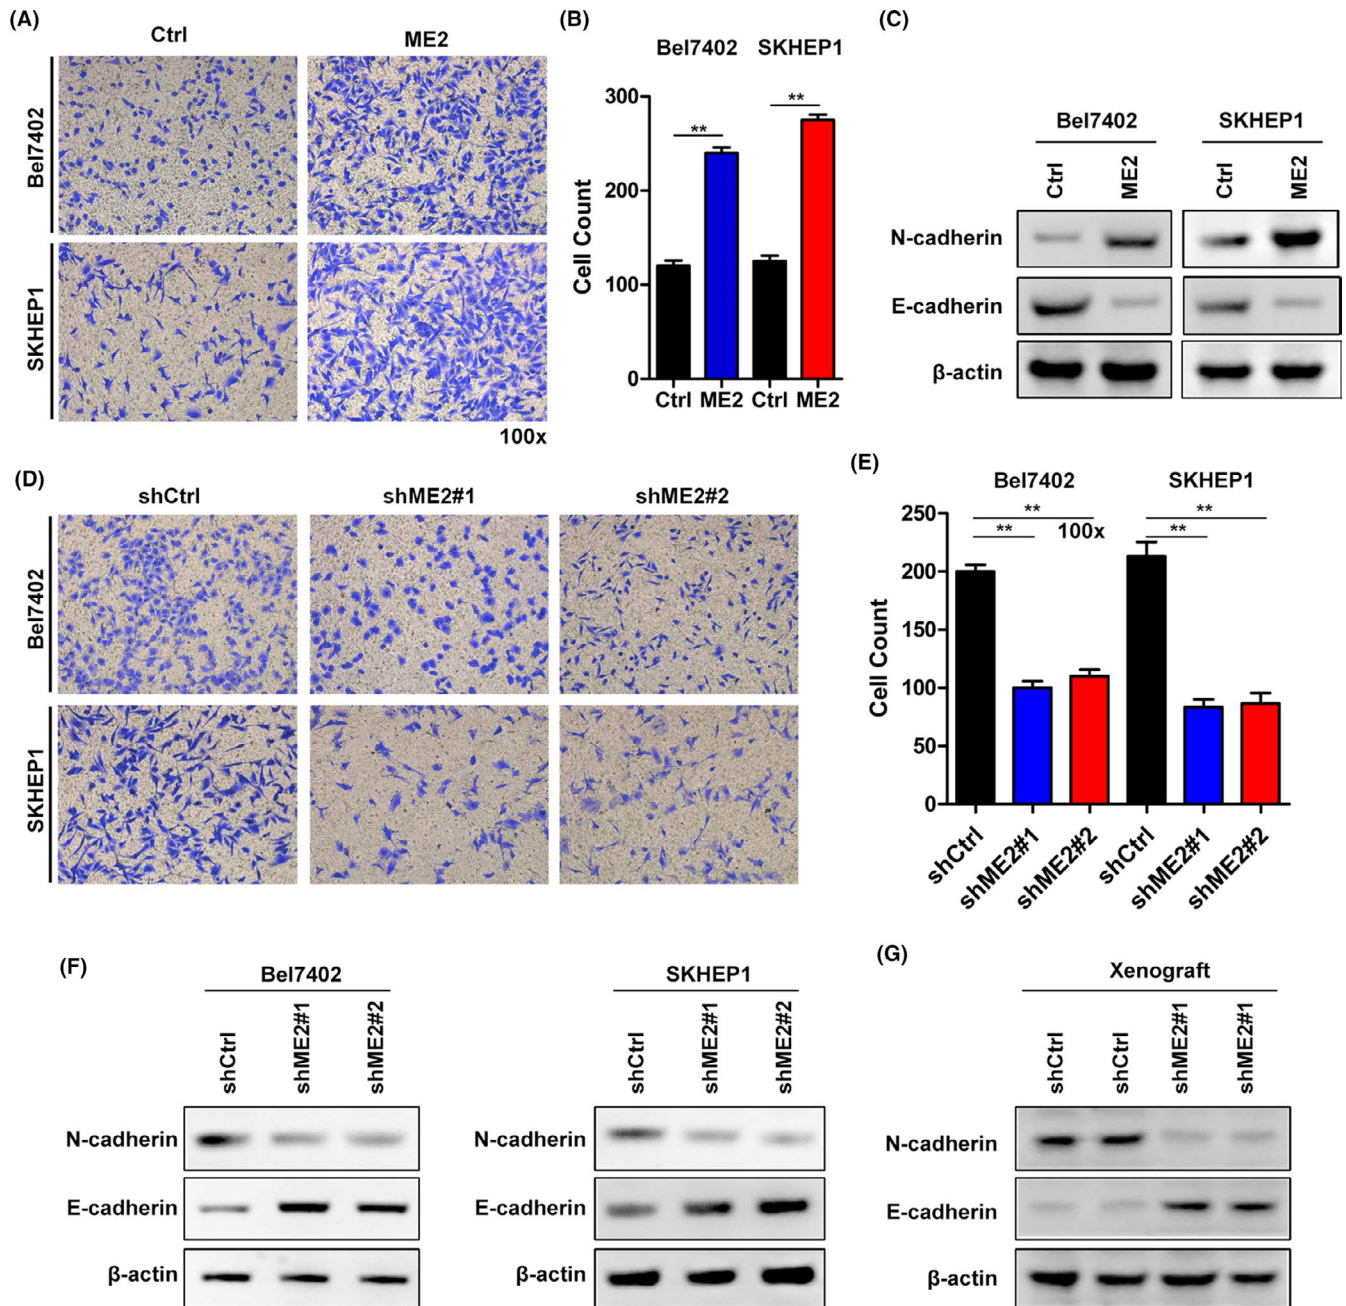 (A)
Ctrl ME2
Bel7402
SKHEP1
100x
(B)
Bel7402 SKHEP1
Cell Count
300
200
100
0
** **
Ctrl ME2 Ctrl ME2
(C)
Bel7402 SKHEP1
Ctrl ME2 Ctrl ME2
N-cadherin
E-cadherin
β-actin
(D)
shCtrl shME2#1 shME2#2
Bel7402
SKHEP1
(E)
Bel7402 SKHEP1
Cell Count
250
200
150
100
50
0
** **
** 100x **
shCtrl shME2#1 shME2#2 shCtrl shME2#1 shME2#2
(F)
Bel7402
shCtrl shME2#1 shME2#2
N-cadherin
E-cadherin
β-actin
SKHEP1
shCtrl shME2#1 shME2#2
N-cadherin
E-cadherin
β-actin
(G)
Xenograft
shCtrl shCtrl shME2#1 shME2#1
N-cadherin
E-cadherin
β-actin